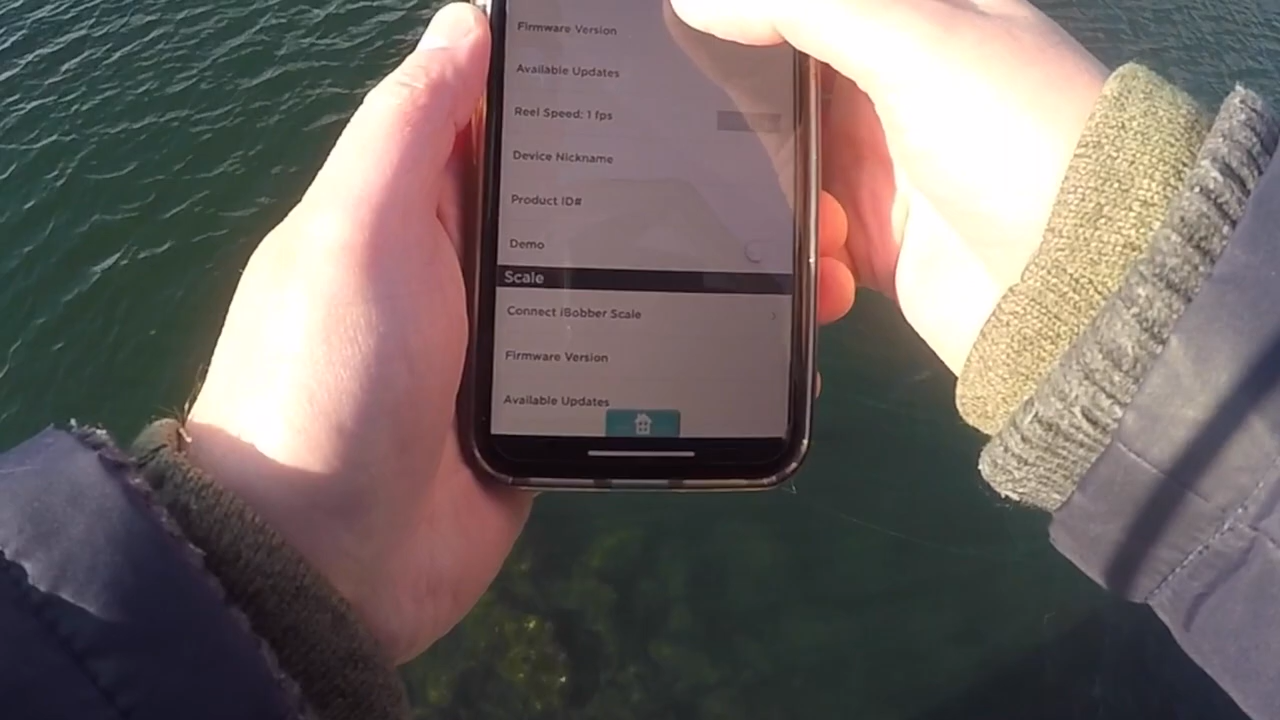 Firmware Version
Available Updates
Reel Speed: 1 fps
Device Nickname
Product ID#
Demo
Scale
Connect iBobber Scale
Firmware Version
Available Updates